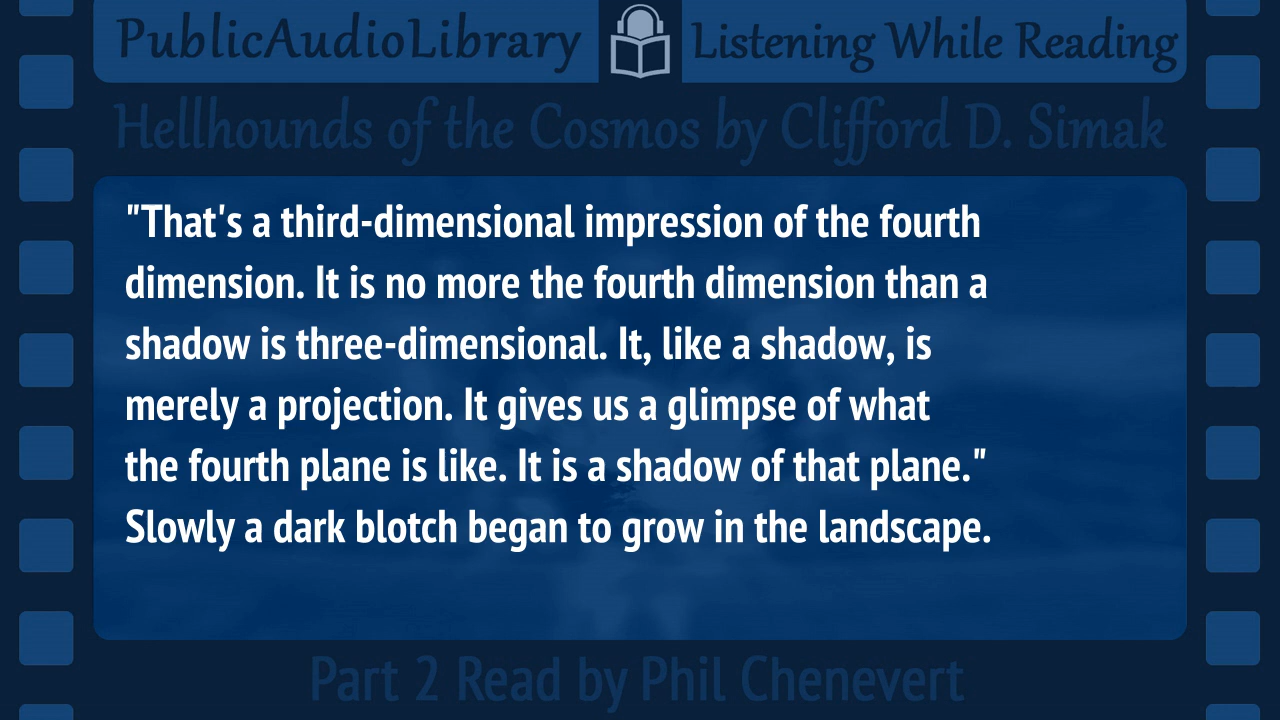 PublicAudioLibrary Listening While Reading
Hellhounds of the Cosmos by Clifford D. Simak
"That's a third-dimensional impression of the fourth
dimension. It is no more the fourth dimension than a
shadow is three-dimensional. It, like a shadow, is
merely a projection. It gives us a glimpse of what
the fourth plane is like. It is a shadow of that plane."
Slowly a dark blotch began to grow in the landscape.
Part 2 Read by Phil Chenevert